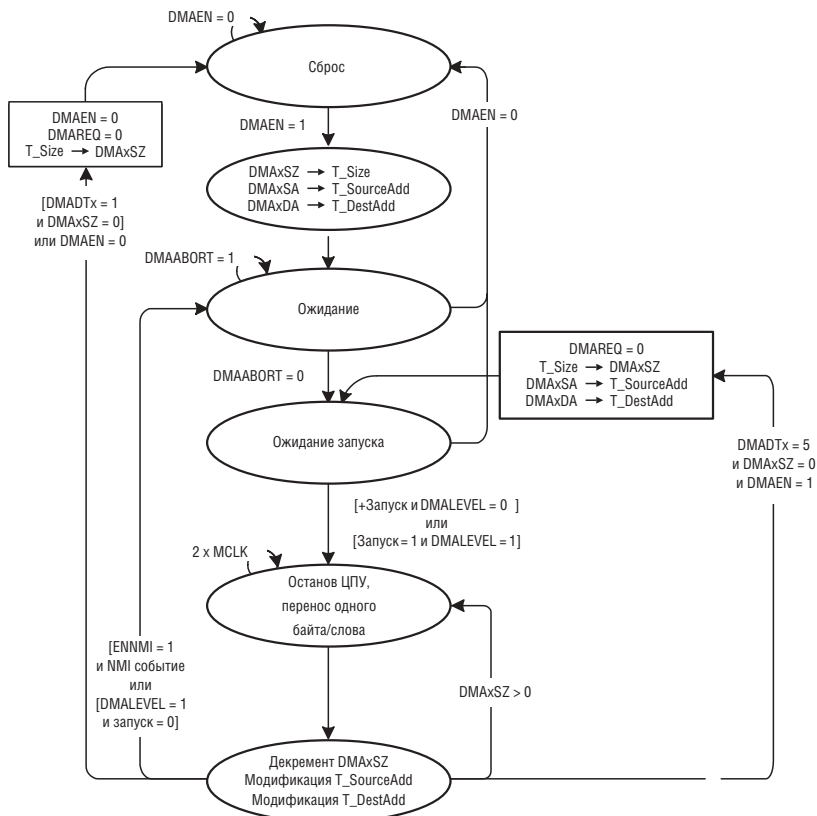 DMAEN = 0
Сброс
DMAEN = 0
DMAREQ = 0
T_Size → DMAxSZ
DMAEN = 1
DMAEN = 0
DMAxSZ → T_Size
DMAxSA → T_SourceAdd
DMAxDA → T_DestAdd
[DMADTx = 1
и DMAxSZ = 0]
или DMAEN = 0
DMAABORT = 1
Ожидание
DMAABORT = 0
DMAREQ = 0
T_Size → DMAxSZ
DMAxSA → T_SourceAdd
DMAxDA → T_DestAdd
Ожидание запуска
DMADTx = 5
и DMAxSZ = 0
и DMAEN = 1
[+Запуск и DMALEVEL = 0 ]
или
[Запуск = 1 и DMALEVEL = 1]
2 x MCLK
Останов ЦПУ,
перенос одного
байта/слова
[ENNMI = 1
и NMI событие
или
[DMALEVEL = 1
и запуск = 0]
DMAxSZ > 0
Декремент DMAxSZ
Модификация T_SourceAdd
Модификация T_DestAdd